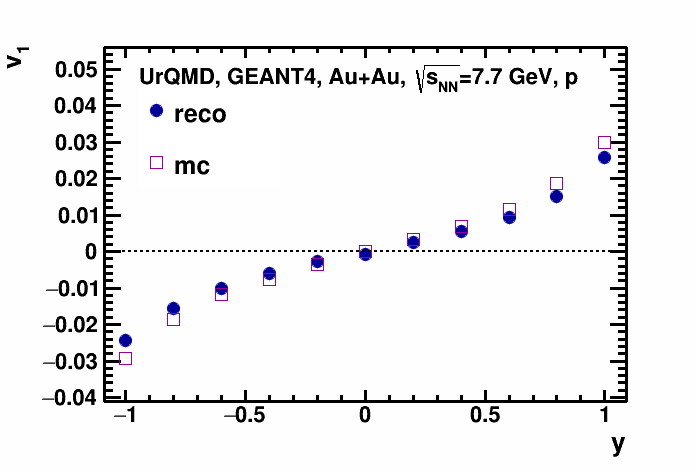 v1
0.05
UrQMD, GEANT4, Au+Au, √sNN=7.7 GeV, p
0.04
reco
0.03
mc
0.02
0.01
0
−0.01
−0.02
−0.03
−0.04
−1 −0.5 0 0.5 1
y